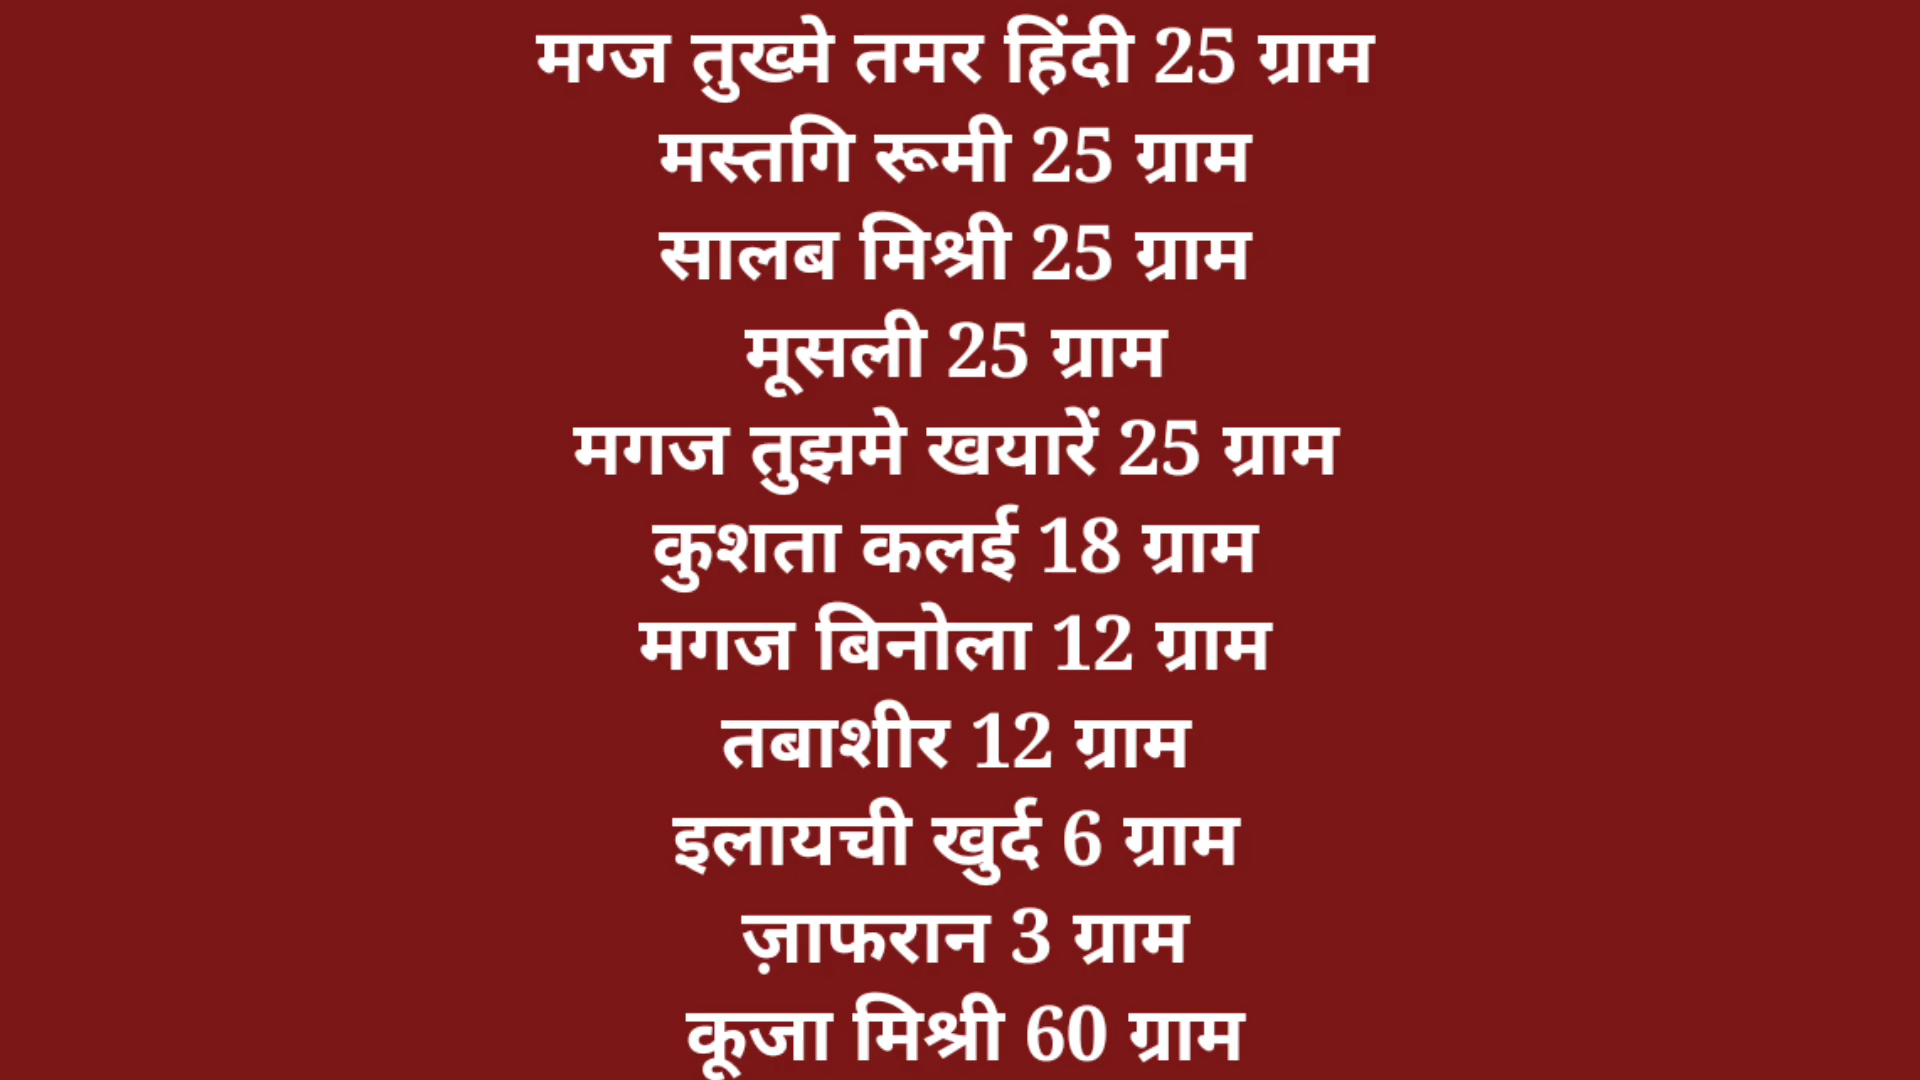 मग्ज तुख्मे तमर हिंदी 25 ग्राम
मस्तगि रूमी 25 ग्राम
सालब मिश्री 25 ग्राम
मूसली 25 ग्राम
मगज तुझमे खयारें 25 ग्राम
कुशता कलई 18 ग्राम
मगज बिनोला 12 ग्राम
तबाशीर 12 ग्राम
इलायची खुर्द 6 ग्राम
ज़ाफरान 3 ग्राम
कूजा मिश्री 60 ग्राम